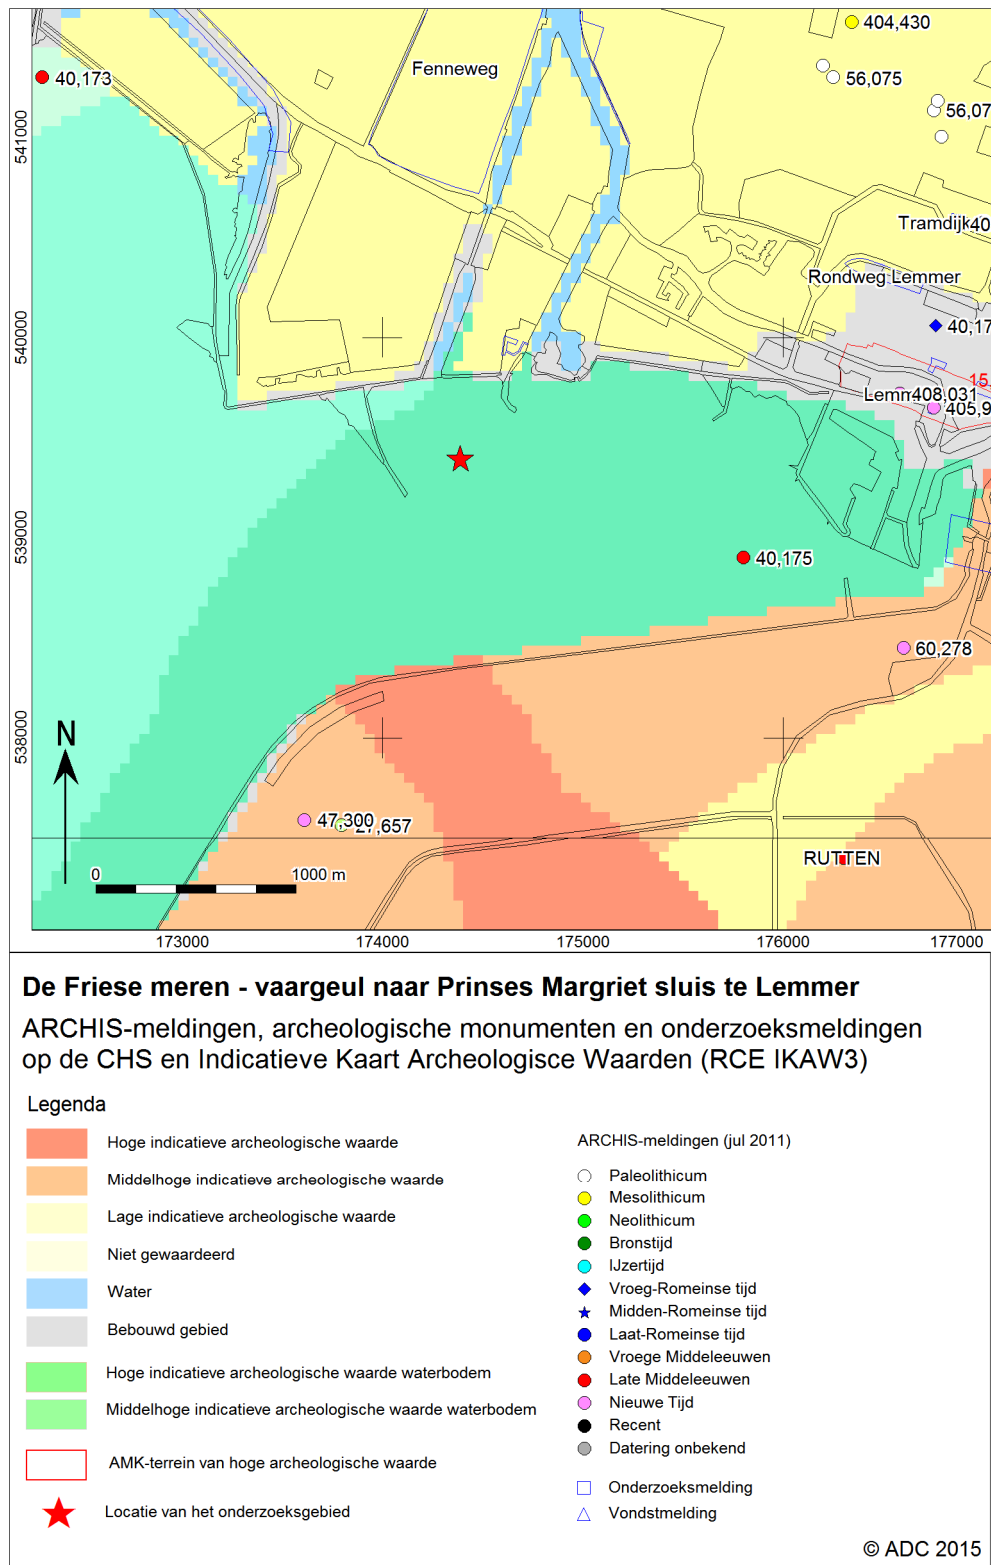 404,430
Fenneweg
40,173
56,075
56,07
541000
Tramdijk
40
Rondweg Lemmer
40,17
540000
15
408,031
405,9
539000
40,175
60,278
N
538000
47,300
27,657
RUTTEN
0 1000 m
173000 174000 175000 176000 177000
De Friese meren - vaargeul naar Prinses Margriet sluis te Lemmer
ARCHIS-meldingen, archeologische monumenten en onderzoeksmeldingen
op de CHS en Indicatieve Kaart Archeologisce Waarden (RCE IKAW3)
Legenda
Hoge indicatieve archeologische waarde
Middelhoge indicatieve archeologische waarde
Lage indicatieve archeologische waarde
Niet gewaardeerd
Water
Bebouwd gebied
Hoge indicatieve archeologische waarde waterbodem
Middelhoge indicatieve archeologische waarde waterbodem
AMK-terrein van hoge archeologische waarde
Locatie van het onderzoeksgebied
ARCHIS-meldingen (jul 2011)
Paleolithicum
Mesolithicum
Neolithicum
Bronstijd
IJzertijd
Vroeg-Romeinse tijd
Midden-Romeinse tijd
Laat-Romeinse tijd
Vroege Middeleeuwen
Late Middeleeuwen
Nieuwe Tijd
Recent
Datering onbekend
Onderzoeksmelding
Vondstmelding
© ADC 2015